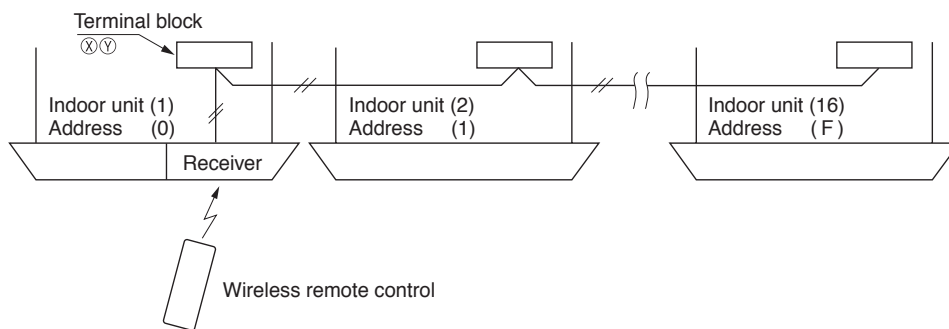 Terminal block
Ⓧ Ⓨ
Indoor unit (1)
Address (0)
Receiver
Indoor unit (2)
Address (1)
Indoor unit (16)
Address ( F )
Wireless remote control